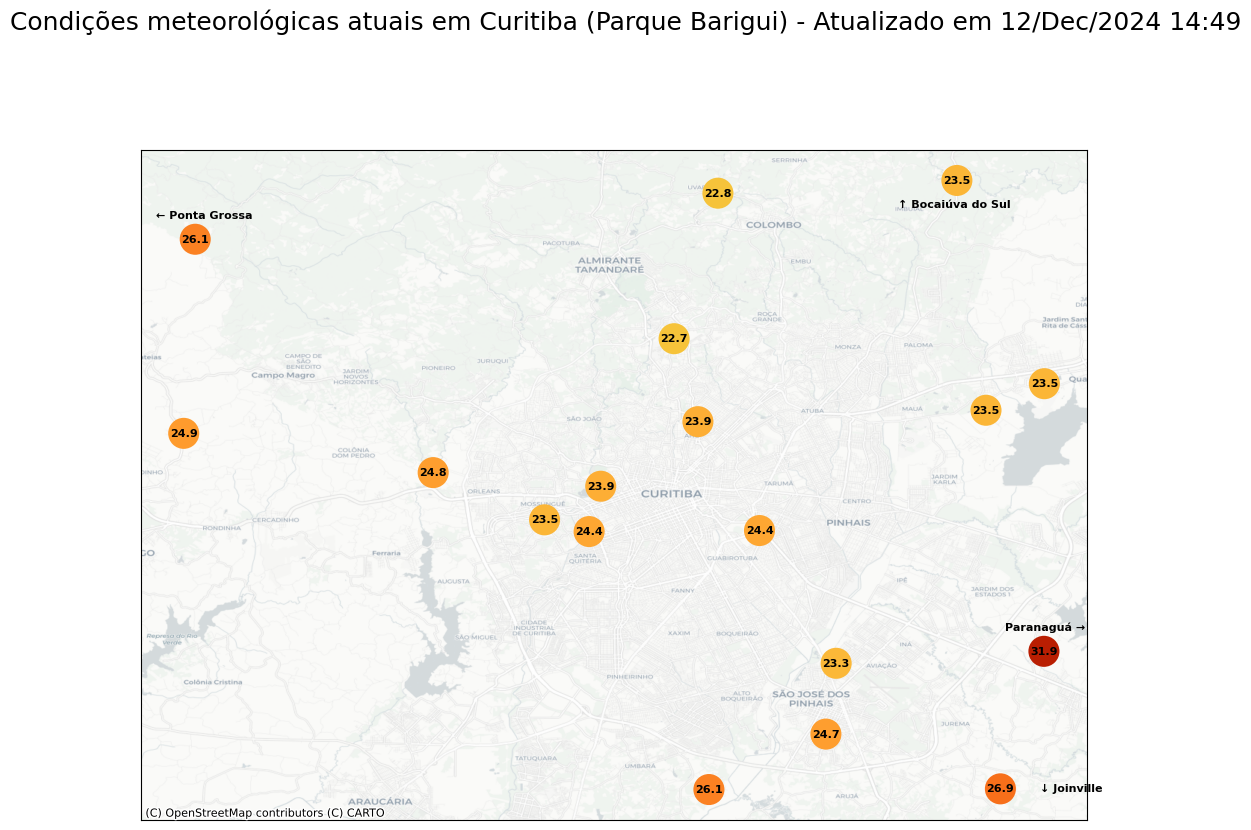 Condições meteorológicas atuais em Curitiba (Parque Barigui) - Atualizado em 12/Dec/2024 14:49
SERRINHA
23.5
22.8
↑ Bocaiúva do Sul
← Ponta Grossa
COLOMBO
26.1
PACOTUBA
ALMIRANTE
TAMANDARÉ
EMBU
ROÇA
GRANDE
Jardim San
Rita de Cáss
22.7
MONZA
PALOMA
CAMPO DE
SÃO
BENEDITO
JURUQUI
PIONEIRO
Campo Magro
JARDIM
NOVOS
HORIZONTES
23.5
Qua
ATUBA
MAUÁ
23.5
SÃO JOÃO
23.9
24.9
COLÔNIA
DOM PEDRO
24.8
JARDIM
KARLA
TARUMÃ
23.9
ORLEANS
CURITIBA
CENTRO
MOSSUNGUÊ
23.5
CERCADINHO
RONDINHA
PINHAIS
24.4
24.4
GO
Ferraria
SANTA
QUITÉRIA
GUABIROTUBA
AUGUSTA
IPÊ
FANNY
JARDIM DOS
ESTADOS I
CIDADE
INDUSTRIAL
DE CURITIBA
Paranaguá →
SÃO MIGUEL
XAXIM
BOQUEIRÃO
Represa do Rio
Verde
INÁ
31.9
23.3
AVIAÇÃO
PINHEIRINHO
Colônia Cristina
ALTO
BOQUEIRÃO
SÃO JOSÉ DOS
PINHAIS
JUREMA
24.7
TATUQUARA
UMBARÁ
26.1
26.9
↓ Joinville
ARUJÁ
ARAUCÁRIA
(C) OpenStreetMap contributors (C) CARTO